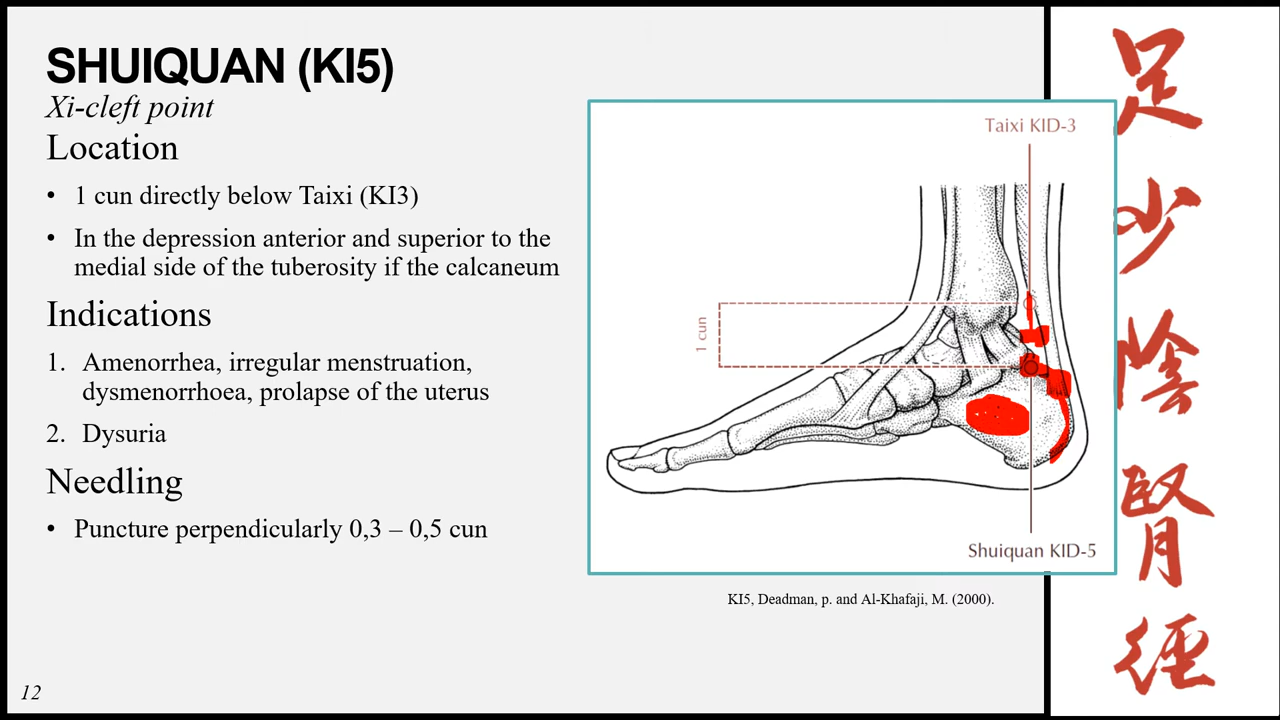 SHUIQUAN (KI5)
Xi-cleft point
Location
• 1 cun directly below Taixi (KI3)
• In the depression anterior and superior to the
medial side of the tuberosity if the calcaneum
Indications
1. Amenorrhea, irregular menstruation,
dysmenorrhoea, prolapse of the uterus
2. Dysuria
Needling
• Puncture perpendicularly 0,3 – 0,5 cun
12
Taixi KID-3
1 cun
Shuiquan KID-5
KI5, Deadman, p. and Al-Khafaji, M. (2000).
足
少
陰
腎
經